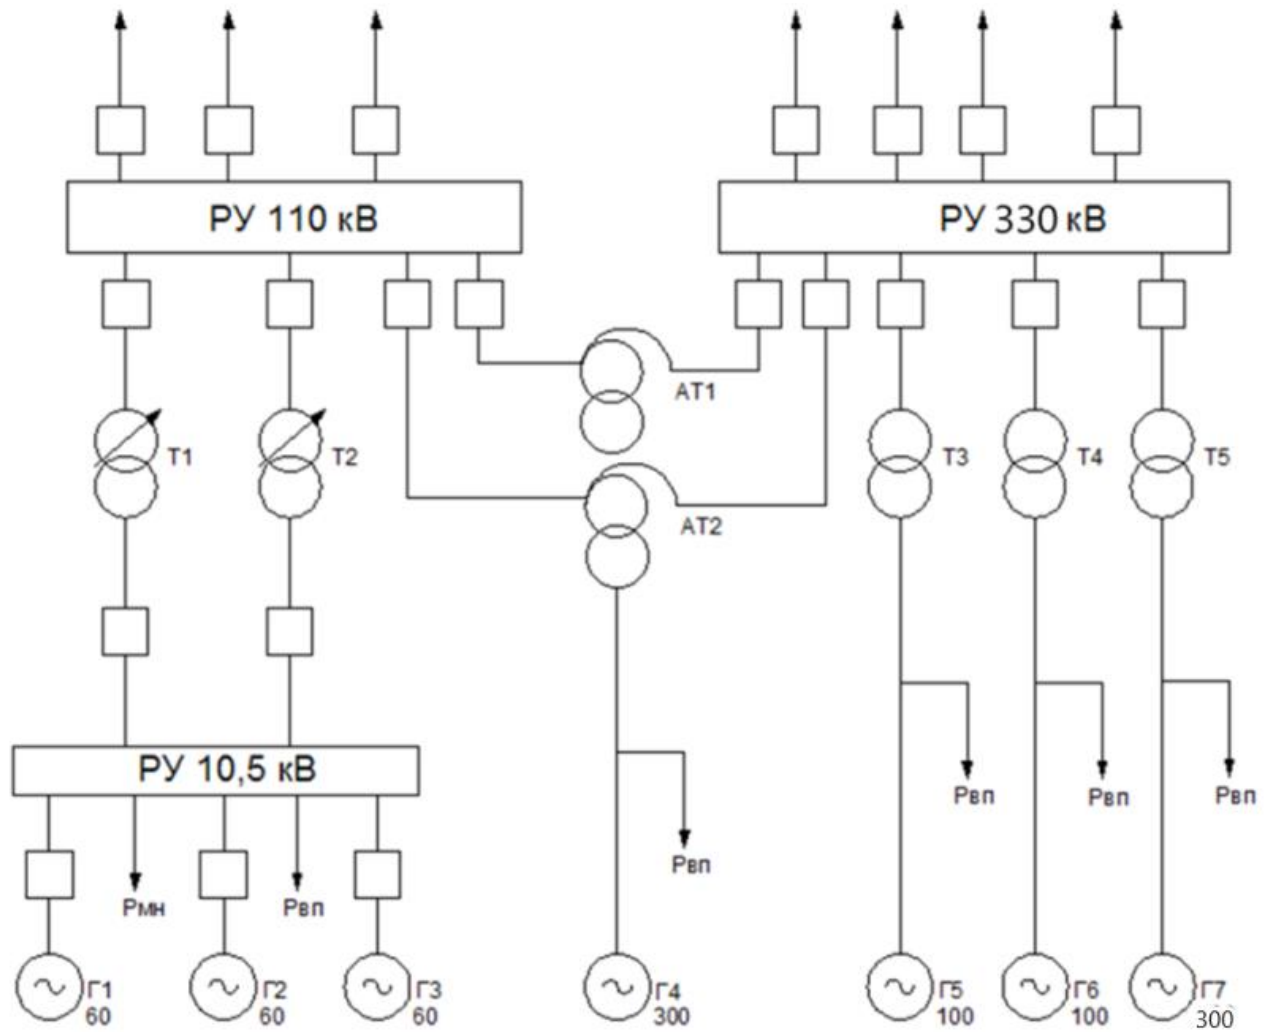 РУ 110 кВ
РУ 330 кВ
АТ1
Т1
Т2
Т3
Т4
Т5
АТ2
РУ 10,5 кВ
Рвп
Рвп
Рвп
Рвп
Рмн
Рвп
Г1
60
Г2
60
Г3
60
Г4
300
Г5
100
Г6
100
Г7
300